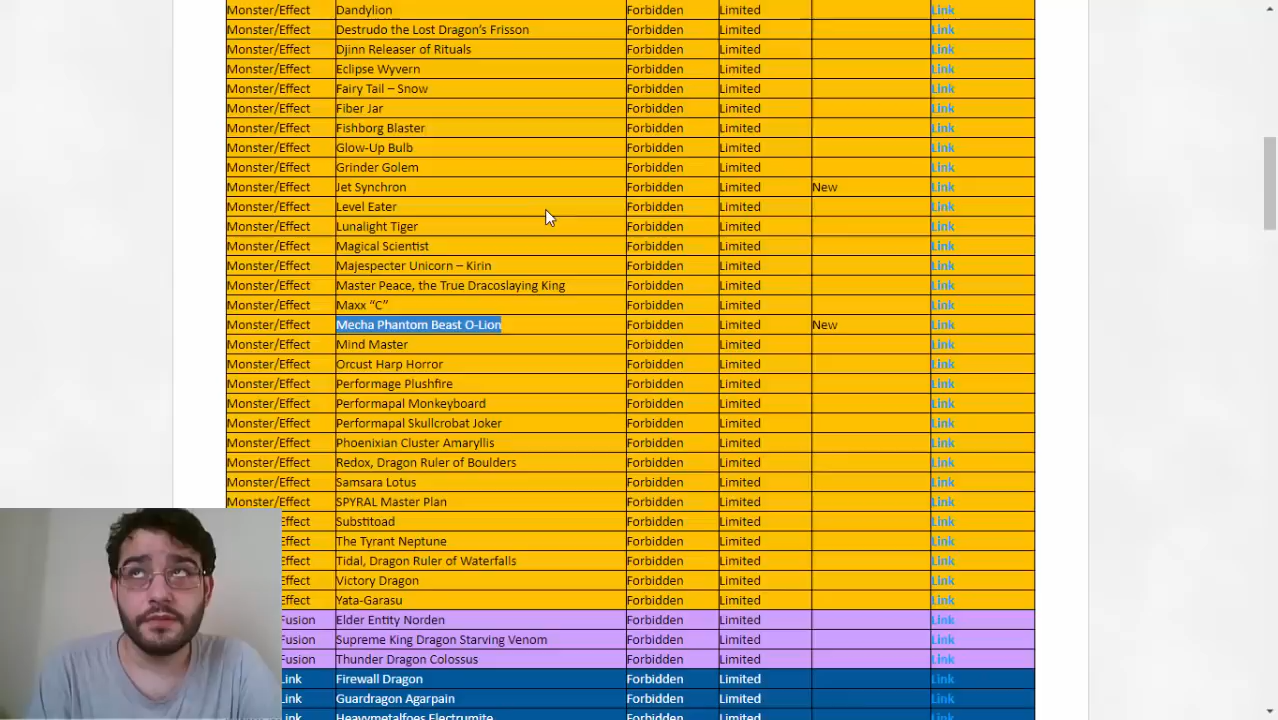 Monster/Effect Dandylion Forbidden Limited Link
Monster/Effect Destrudo the Lost Dragon’s Frisson Forbidden Limited Link
Monster/Effect Djinn Releaser of Rituals Forbidden Limited Link
Monster/Effect Eclipse Wyvern Forbidden Limited Link
Monster/Effect Fairy Tail – Snow Forbidden Limited Link
Monster/Effect Fiber Jar Forbidden Limited Link
Monster/Effect Fishborg Blaster Forbidden Limited Link
Monster/Effect Glow-Up Bulb Forbidden Limited Link
Monster/Effect Grinder Golem Forbidden Limited Link
Monster/Effect Jet Synchron Forbidden Limited New Link
Monster/Effect Level Eater Forbidden Limited Link
Monster/Effect Lunalight Tiger Forbidden Limited Link
Monster/Effect Magical Scientist Forbidden Limited Link
Monster/Effect Majespecter Unicorn – Kirin Forbidden Limited Link
Monster/Effect Master Peace, the True Dracoslaying King Forbidden Limited Link
Monster/Effect Maxx “C” Forbidden Limited Link
Monster/Effect Mecha Phantom Beast O-Lion Forbidden Limited New Link
Monster/Effect Mind Master Forbidden Limited Link
Monster/Effect Orcust Harp Horror Forbidden Limited Link
Monster/Effect Performage Plushfire Forbidden Limited Link
Monster/Effect Performapal Monkeyboard Forbidden Limited Link
Monster/Effect Performapal Skullcrobat Joker Forbidden Limited Link
Monster/Effect Phoenixian Cluster Amaryllis Forbidden Limited Link
Monster/Effect Redox, Dragon Ruler of Boulders Forbidden Limited Link
Monster/Effect Samsara Lotus Forbidden Limited Link
Monster/Effect SPYRAL Master Plan Forbidden Limited Link
Effect Substitoad Forbidden Limited Link
Effect The Tyrant Neptune Forbidden Limited Link
Effect Tidal, Dragon Ruler of Waterfalls Forbidden Limited Link
Effect Victory Dragon Forbidden Limited Link
Effect Yata-Garasu Forbidden Limited Link
Fusion Elder Entity Norden Forbidden Limited Link
Fusion Supreme King Dragon Starving Venom Forbidden Limited Link
Fusion Thunder Dragon Colossus Forbidden Limited Link
Link Firewall Dragon Forbidden Limited Link
Link Guardragon Agarpain Forbidden Limited Link
Link Heavymetalfoes Electrumite Forbidden Limited Link